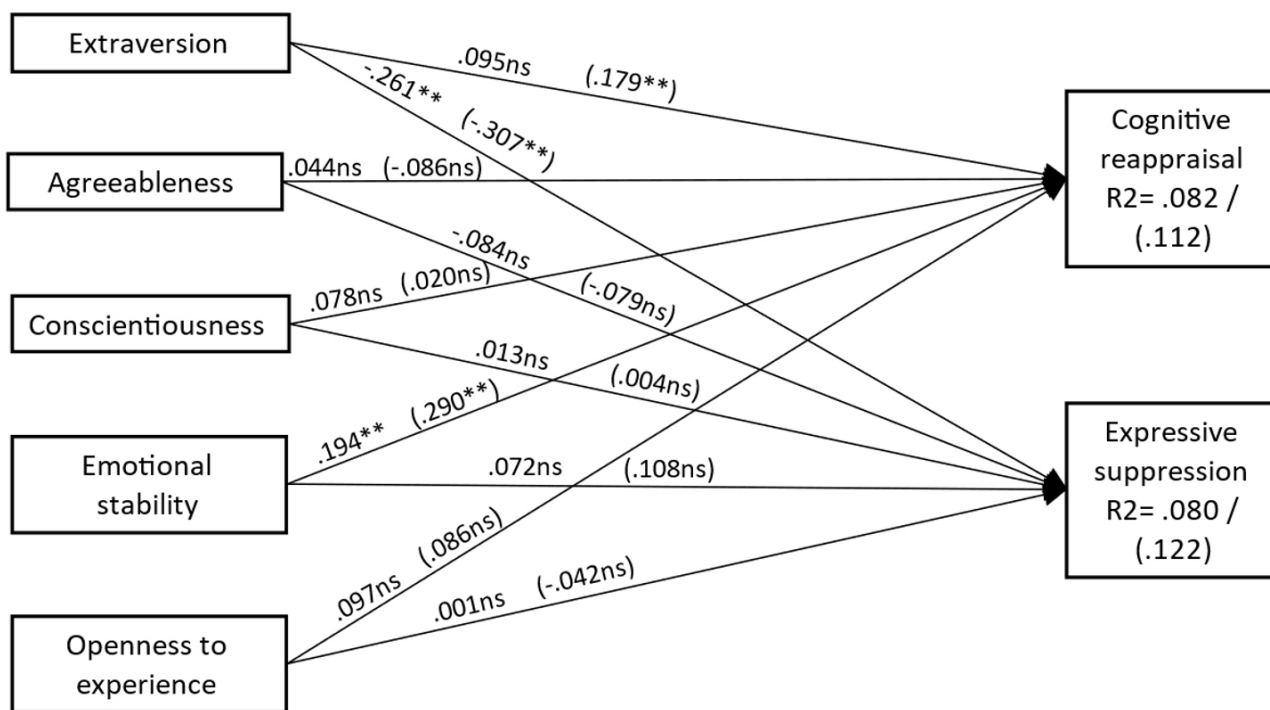 Extraversion
.095ns (.179**)
-.261** (-.307**)
Agreeableness
.044ns (-.086ns)
-.084ns (-.079ns)
Conscientiousness
.078ns (.020ns)
.013ns (.004ns)
Emotional
stability
.194** (.290**)
.072ns (.108ns)
Openness to
experience
.097ns (.086ns)
.001ns (-.042ns)
Cognitive
reappraisal
R2= .082 /
(.112)
Expressive
suppression
R2= .080 /
(.122)